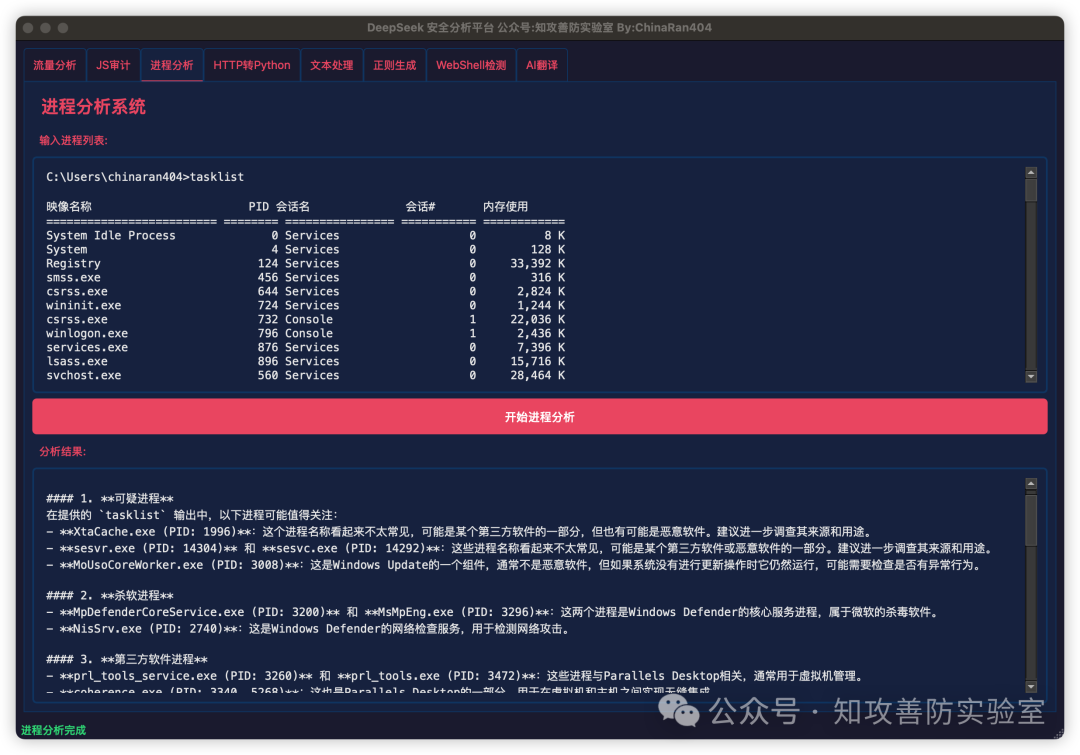 DeepSeek 安全分析平台 公众号:知攻善防实验室 By:ChinaRan404
流量分析 JS审计 进程分析 HTTP转Python 文本处理 正则生成 WebShell检测 AI翻译
进程分析系统
输入进程列表:
C:\Users\chinaran404>tasklist
映像名称 PID 会话名 会话# 内存使用
========================= ======== ================ =========== ============
System Idle Process 0 Services 0 8 K
System 4 Services 0 128 K
Registry 124 Services 0 33,392 K
smss.exe 456 Services 0 316 K
csrss.exe 644 Services 0 2,824 K
wininit.exe 724 Services 0 1,244 K
csrss.exe 732 Console 1 22,036 K
winlogon.exe 796 Console 1 2,436 K
services.exe 876 Services 0 7,396 K
lsass.exe 896 Services 0 15,716 K
svchost.exe 560 Services 0 28,464 K
开始进程分析
分析结果:
#### 1. **可疑进程**
在提供的 `tasklist` 输出中，以下进程可能值得关注：
- **XtaCache.exe (PID: 1996)**：这个进程名称看起来不太常见，可能是某个第三方软件的一部分，但也有可能是恶意软件。建议进一步调查其来源和用途。
- **sesvr.exe (PID: 14304)** 和 **sesvc.exe (PID: 14292)**：这些进程名称看起来不太常见，可能是某个第三方软件或恶意软件的一部分。建议进一步调查其来源和用途。
- **MoUsoCoreWorker.exe (PID: 3008)**：这是Windows Update的一个组件，通常不是恶意软件，但如果系统没有进行更新操作时它仍然运行，可能需要检查是否有异常行为。
#### 2. **杀软进程**
- **MpDefenderCoreService.exe (PID: 3200)** 和 **MsMpEng.exe (PID: 3296)**：这两个进程是Windows Defender的核心服务进程，属于微软的杀毒软件。
- **NisSrv.exe (PID: 2740)**：这是Windows Defender的网络检查服务，用于检测网络攻击。
#### 3. **第三方软件进程**
- **prl_tools_service.exe (PID: 3260)** 和 **prl_tools.exe (PID: 3472)**：这些进程与Parallels Desktop相关，通常用于虚拟机管理。
- **coherence.exe (PID: 3340, 5268)**：这也是Parallels Desktop的一部分，用于在虚拟机和主机之间实现无缝集成。
公众号 · 知攻善防实验室
进程分析完成